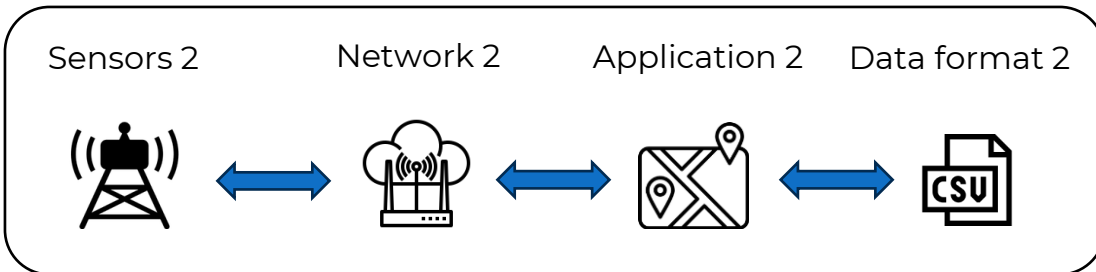 Sensors 2
Network 2
Application 2
Data format 2
CSV